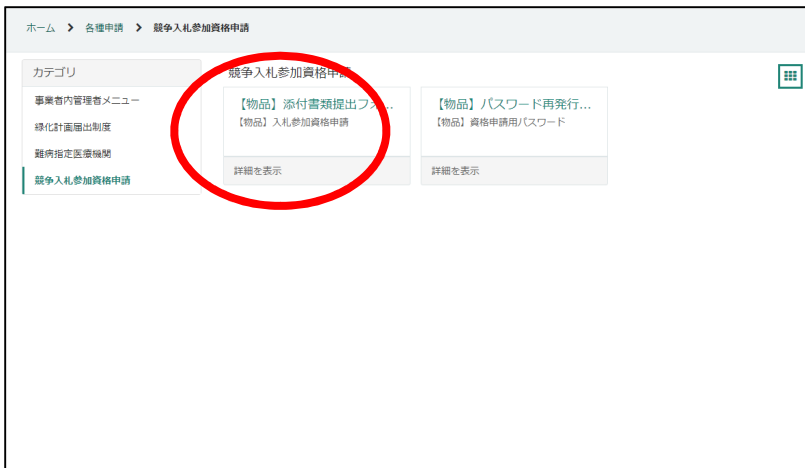 ホーム > 各種申請 > 競争入札参加資格申請
カテゴリ
事業者内管理者メニュー
緑化計画届出制度
難病指定医療機関
競争入札参加資格申請
競争入札参加資格申請
【物品】添付書類提出フォ...
【物品】入札参加資格申請
詳細を表示
【物品】パスワード再発行...
【物品】資格申請用パスワード
詳細を表示